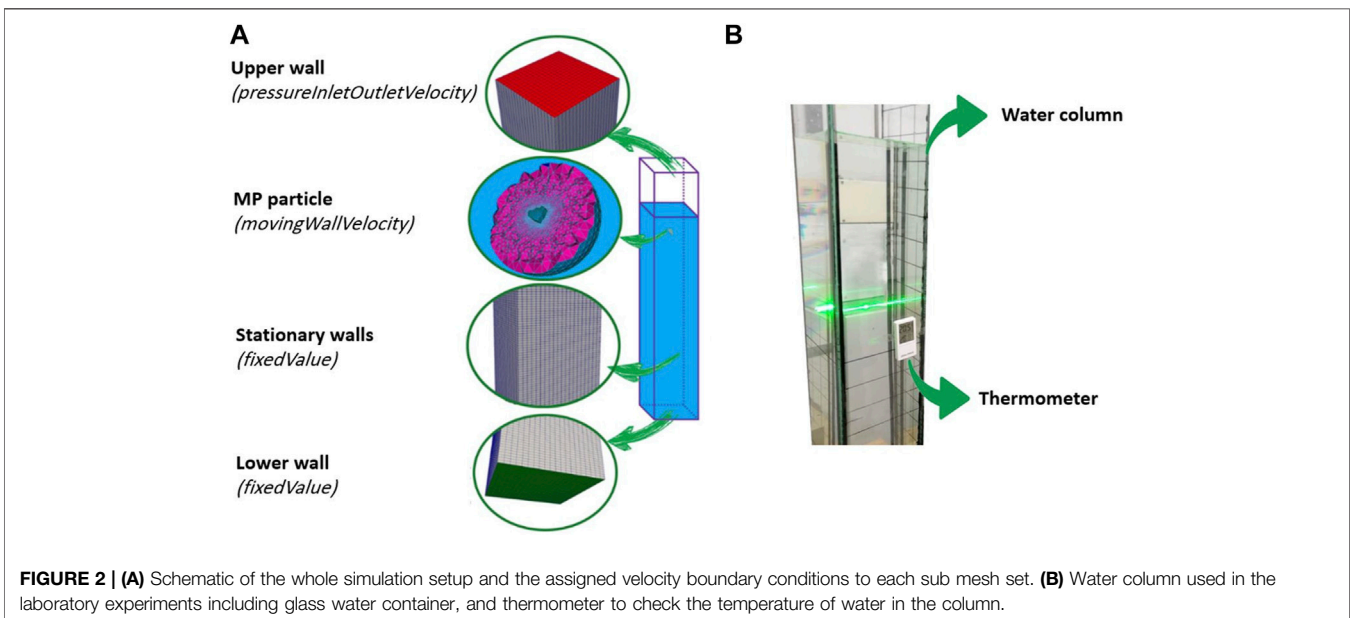 A
B
Upper wall
(pressureInletOutletVelocity)
Water column
MP particle
(movingWallVelocity)
Stationary walls
(fixedValue)
Thermometer
Lower wall
(fixedValue)
FIGURE 2 | (A) Schematic of the whole simulation setup and the assigned velocity boundary conditions to each sub mesh set. (B) Water column used in the
laboratory experiments including glass water container, and thermometer to check the temperature of water in the column.